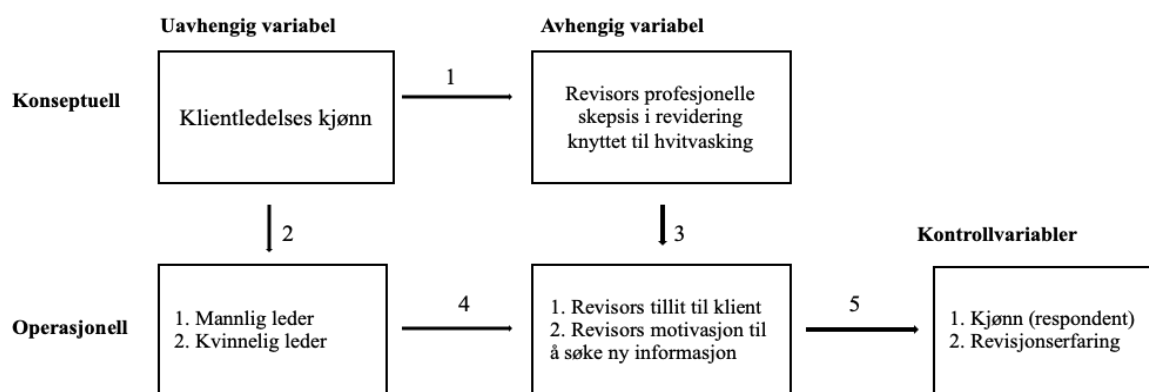 Uavhengig variabel
Avhengig variabel
Konseptuell
Klientledelses kjønn
1
Revisors profesjonelle
skepsis i revidering
knyttet til hvitvasking
2
3
Kontrollvariabler
Operasjonell
1. Mannlig leder
2. Kvinnelig leder
4
1. Revisors tillit til klient
2. Revisors motivasjon til
å søke ny informasjon
5
1. Kjønn (respondent)
2. Revisjonserfaring